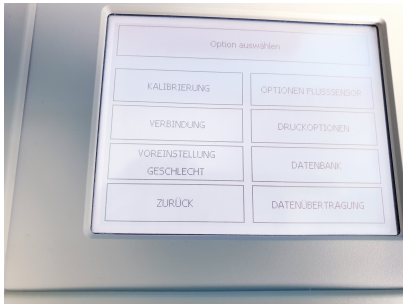 Option auswählen
KALIBRIERUNG
OPTIONEN FLUSSSENSOR
VERBINDUNG
DRUCKOPTIONEN
VOREINSTELLUNG
GESCHLECHT
DATENBANK
ZURÜCK
DATENÜBERTRAGUNG